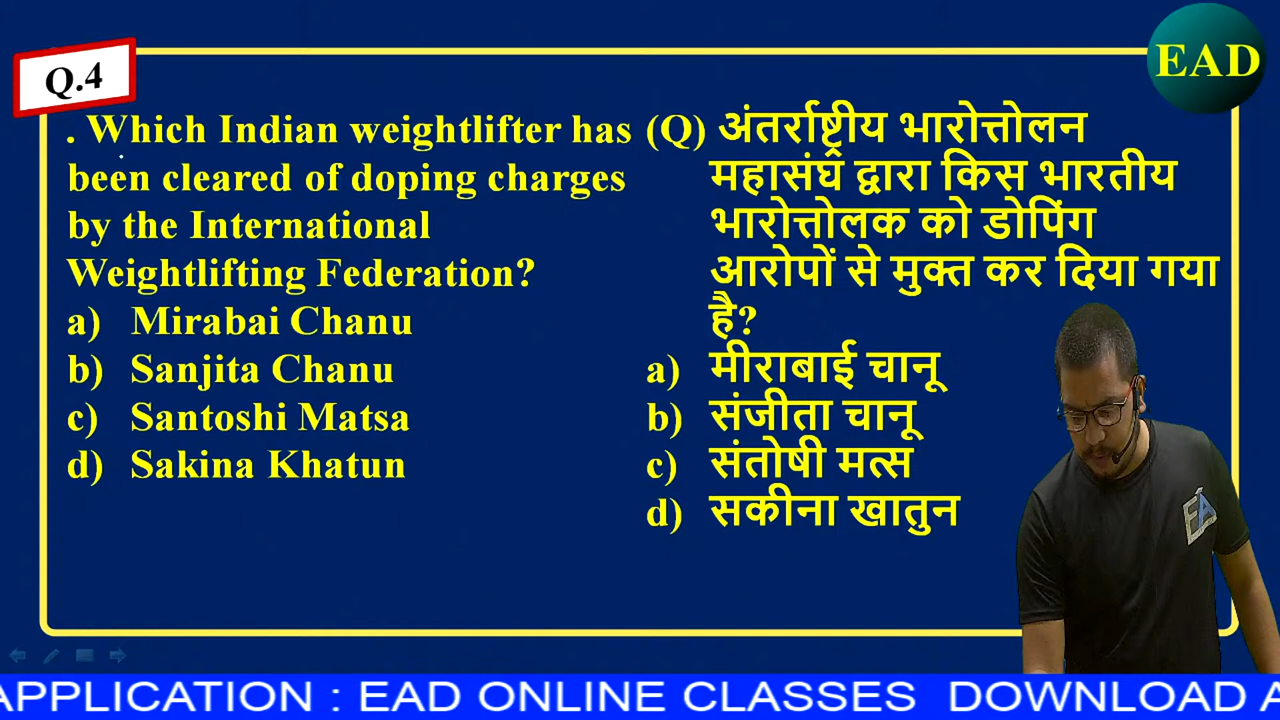 Q.4
EAD
. Which Indian weightlifter has
been cleared of doping charges
by the International
Weightlifting Federation?
a) Mirabai Chanu
b) Sanjita Chanu
c) Santoshi Matsa
d) Sakina Khatun
(Q) अंतर्राष्ट्रीय भारोत्तोलन
महासंघ द्वारा किस भारतीय
भारोत्तोलक को डोपिंग
आरोपों से मुक्त कर दिया गया
है?
a) मीराबाई चानू
b) संजीता चानू
c) संतोषी मत्स
d) सकीना खातुन
EA
APPLICATION : EAD ONLINE CLASSES DOWNLOAD A